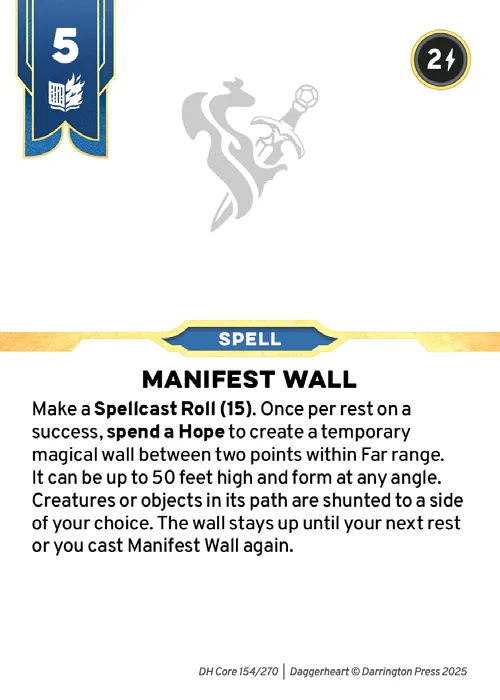 5
2
SPELL
MANIFEST WALL
Make a Spellcast Roll (15). Once per rest on a
success, spend a Hope to create a temporary
magical wall between two points within Far range.
It can be up to 50 feet high and form at any angle.
Creatures or objects in its path are shunted to a side
of your choice. The wall stays up until your next rest
or you cast Manifest Wall again.
DH Core 154/270 | Daggerheart © Darrington Press 2025